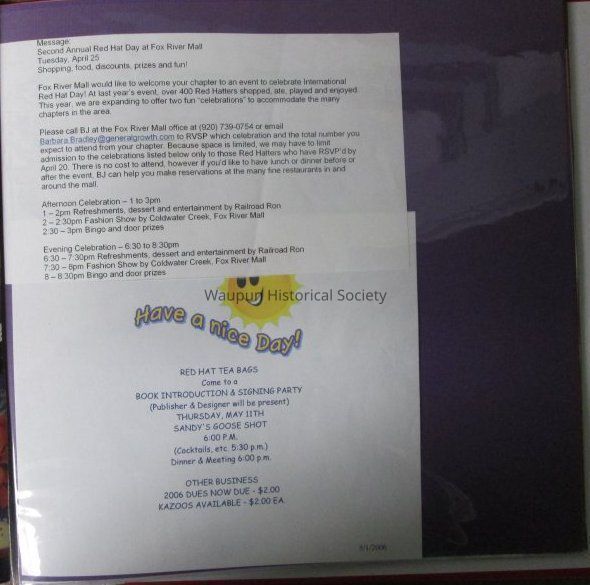 Message:
Second Annual Red Hat Day at Fox River Mall
Tuesday, April 25
Shopping, food, discounts, prizes and fun!
Fox River Mall would like to welcome your chapter to an event to celebrate International
Red Hat Day! At last year's event, over 400 Red Hatters shopped, ate, played and enjoyed.
This year, we are expanding to offer two fun "celebrations" to accommodate the many
chapters in the area.
Please call BJ at the Fox River Mall office at (920) 739-0754 or email
Barbara.Bradley@generalgrowth.com to RVSP which celebration and the total number you
expect to attend from your chapter. Because space is limited, we may have to limit
admission to the celebrations listed below only to those Red Hatters who have RSVP'd by
April 20. There is no cost to attend, however if you'd like to have lunch or dinner before or
after the event, BJ can help you make reservations at the many fine restaurants in and
around the mall.
Afternoon Celebration – 1 to 3pm
1 – 2pm Refreshments, dessert and entertainment by Railroad Ron
2 – 2:30pm Fashion Show by Coldwater Creek, Fox River Mall
2:30 – 3pm Bingo and door prizes
Evening Celebration – 6:30 to 8:30pm
6:30 – 7:30pm Refreshments, dessert and entertainment by Railroad Ron
7:30 – 8pm Fashion Show by Coldwater Creek, Fox River Mall
8 – 8:30pm Bingo and door prizes
Waupun Historical Society
Have a nice Day!
RED HAT TEA BAGS
Come to a
BOOK INTRODUCTION & SIGNING PARTY
(Publisher & Designer will be present)
THURSDAY, MAY 11TH
SANDY'S GOOSE SHOT
6:00 P.M.
(Cocktails, etc. 5:30 p.m.)
Dinner & Meeting 6:00 p.m.
OTHER BUSINESS
2006 DUES NOW DUE - $2.00
KAZOOS AVAILABLE - $2.00 EA.
5/1/2006